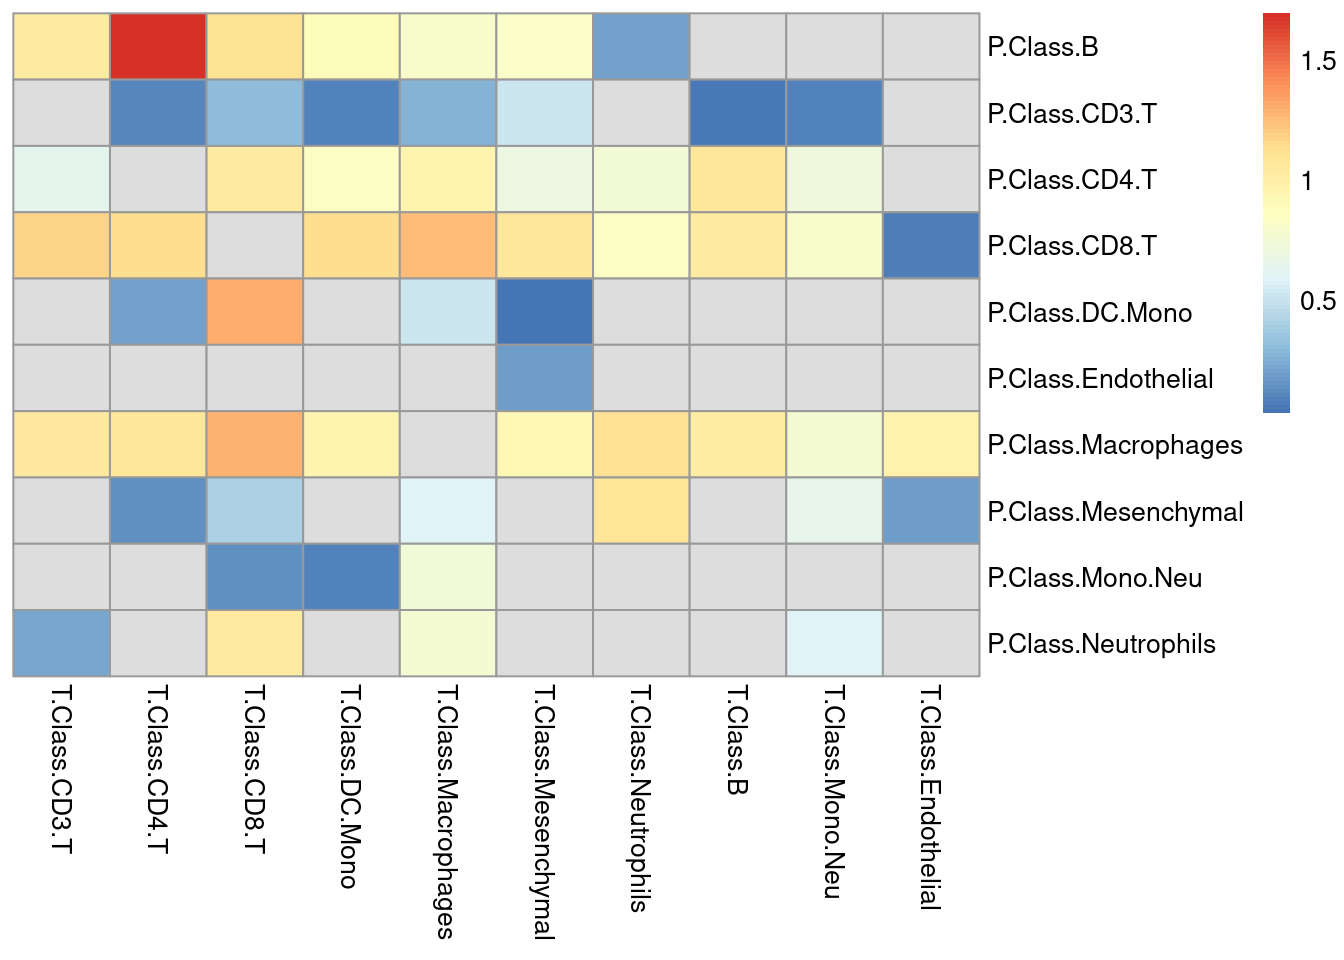 P.Class.B
P.Class.CD3.T
P.Class.CD4.T
P.Class.CD8.T
P.Class.DC.Mono
P.Class.Endothelial
P.Class.Macrophages
P.Class.Mesenchymal
P.Class.Mono.Neu
P.Class.Neutrophils
1.5
1
0.5
T.Class.CD3.T
T.Class.CD4.T
T.Class.CD8.T
T.Class.DC.Mono
T.Class.Macrophages
T.Class.Mesenchymal
T.Class.Neutrophils
T.Class.B
T.Class.Mono.Neu
T.Class.Endothelial